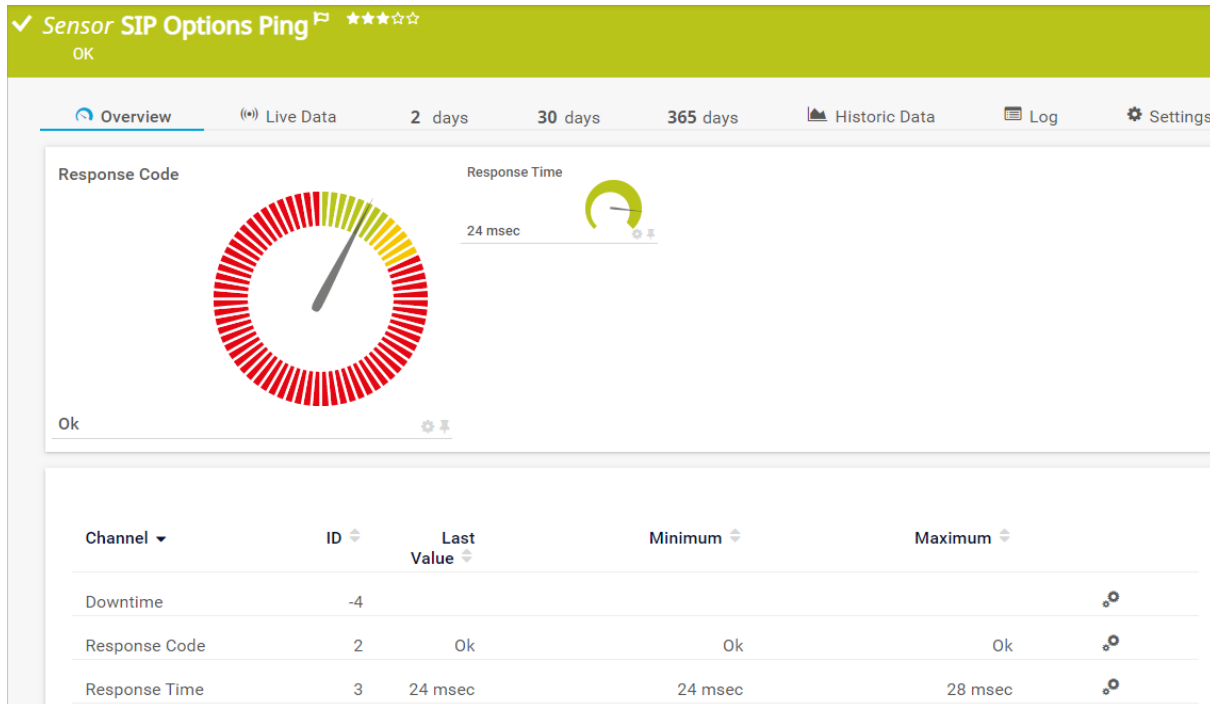 Sensor SIP Options Ping
OK
Overview Live Data 2 days 30 days 365 days Historic Data Log Settings
Response Code
Response Time
24 msec
Ok
Channel ID Last Value Minimum Maximum
Downtime -4
Response Code 2 Ok Ok Ok
Response Time 3 24 msec 24 msec 28 msec